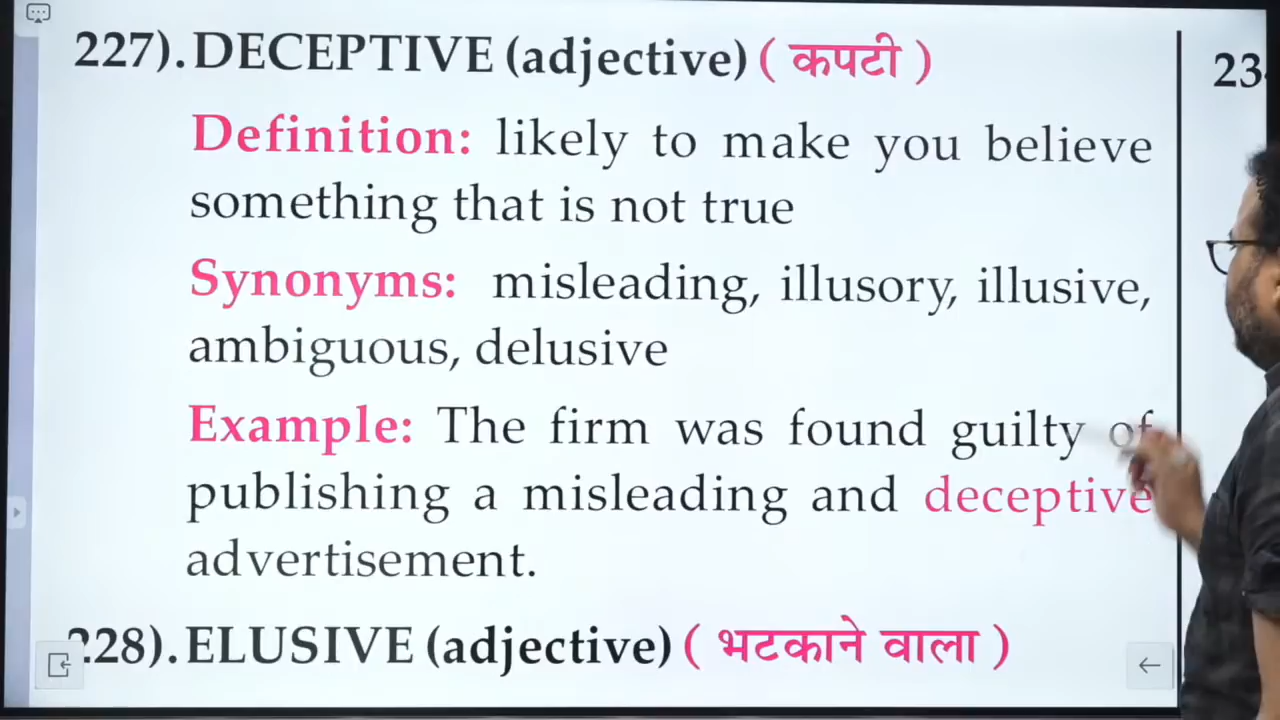 227). DECEPTIVE (adjective) ( कपटी )
Definition: likely to make you believe
something that is not true
Synonyms: misleading, illusory, illusive,
ambiguous, delusive
Example: The firm was found guilty of
publishing a misleading and deceptive
advertisement.
228). ELUSIVE (adjective) ( भटकाने वाला )
23